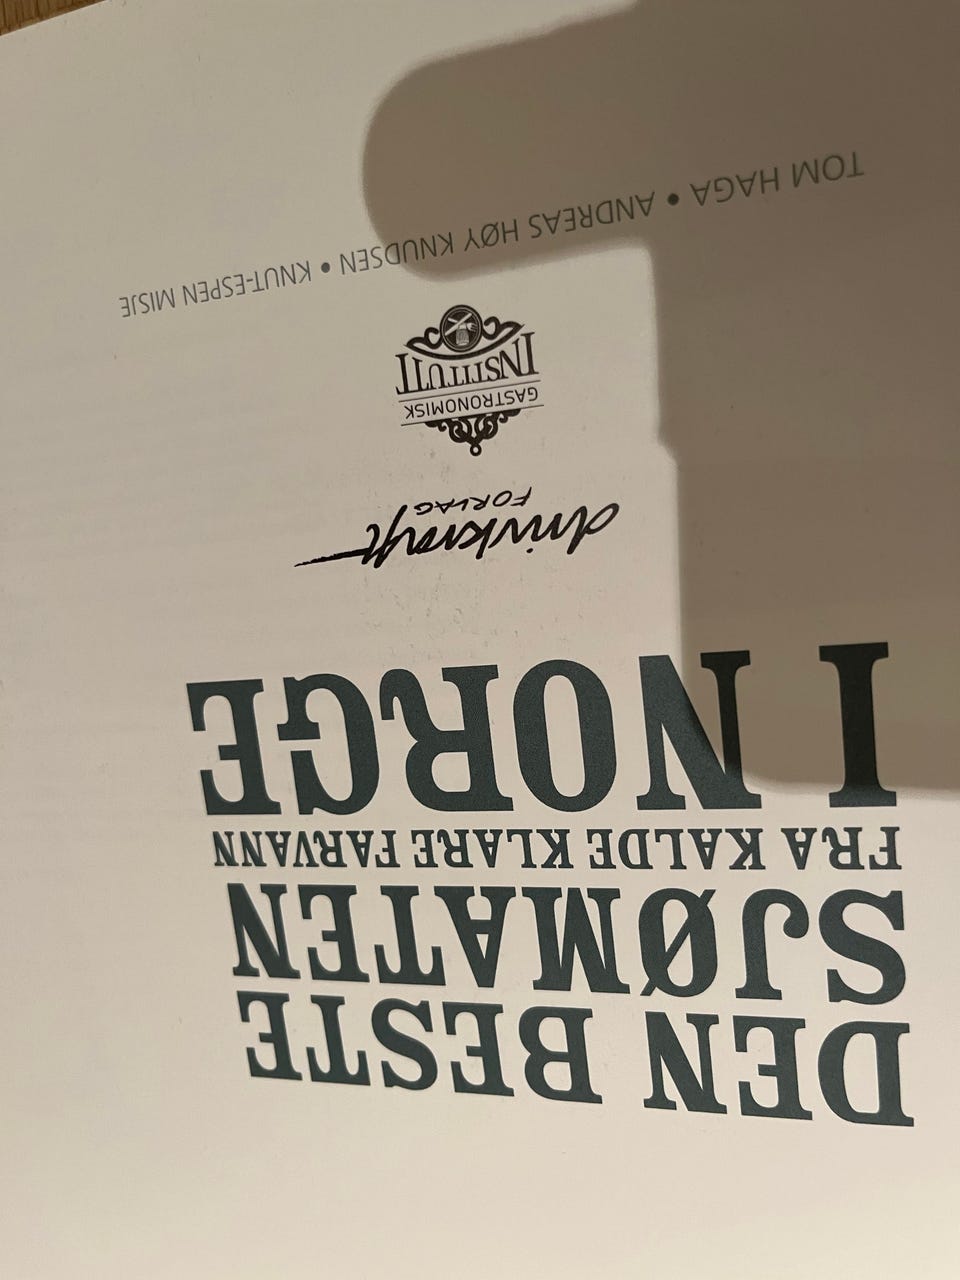 DEN BESTE
SJØMATEN
FRA KALDE KLARE FARVANN
I NORGE
drivkraft
FORLAG
GASTRONOMISK
INSTITUTT
TOM HAGA • ANDREAS HØY KNUDSEN • KNUT-ESPEN MISJE